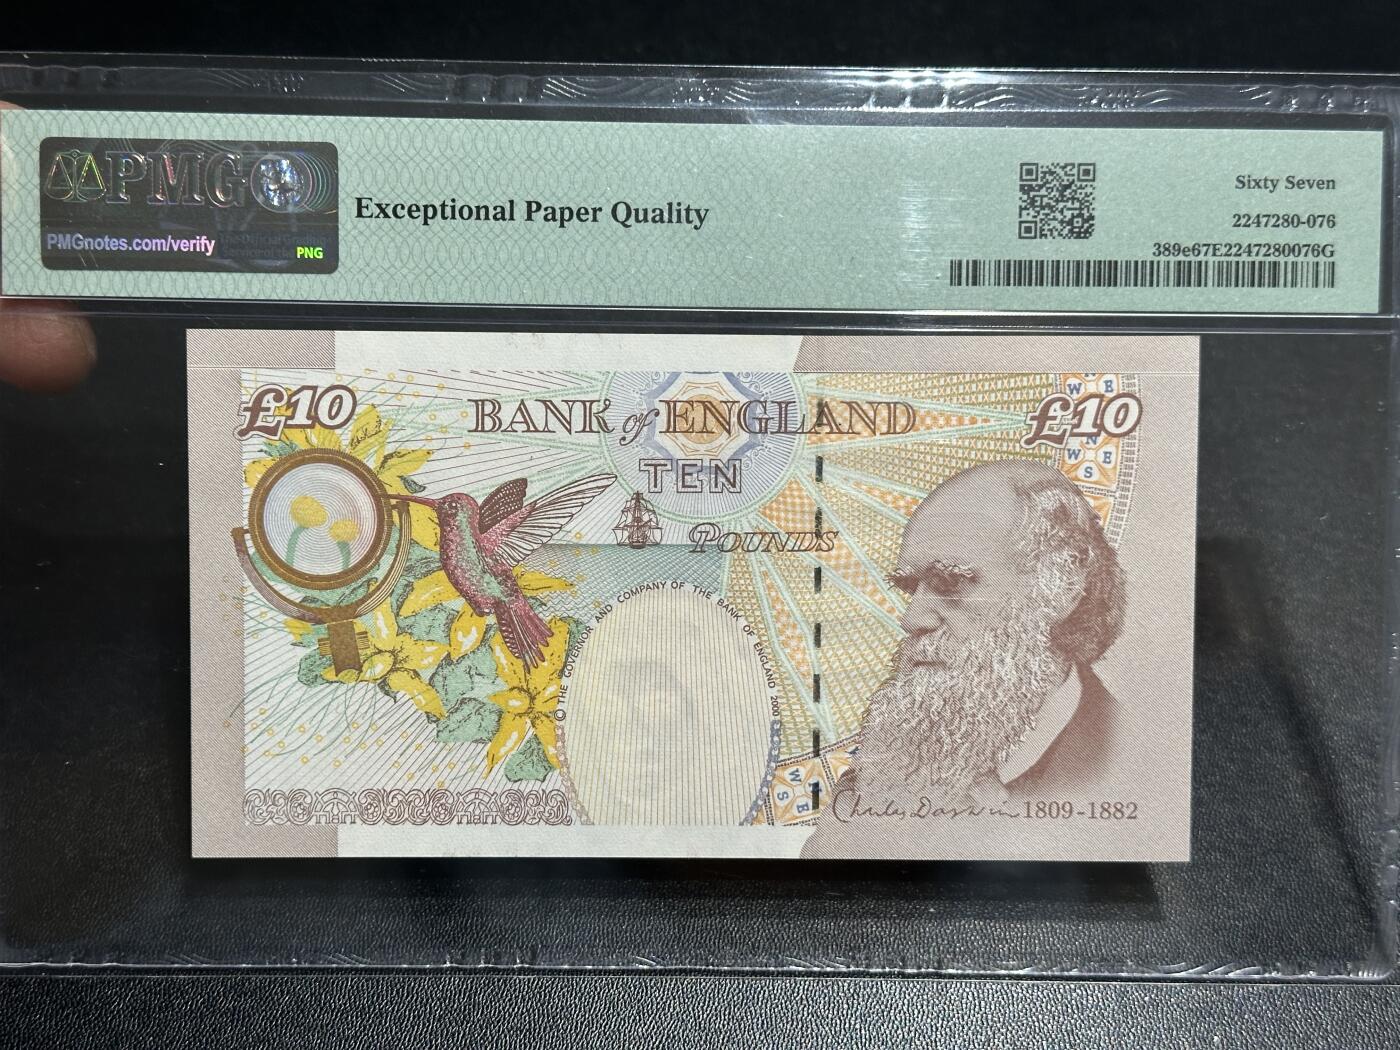 PMG
PMGnotes.com/verify
PNG
Exceptional Paper Quality
Sixty Seven
2247280-076
389e67E2247280076G
£10
BANK of ENGLAND
£10
TEN
POUNDS
© THE GOVERNOR AND COMPANY OF THE BANK OF ENGLAND 2000
N
W E
N
W E
S
N
W E
S
Charles Darwin 1809-1882